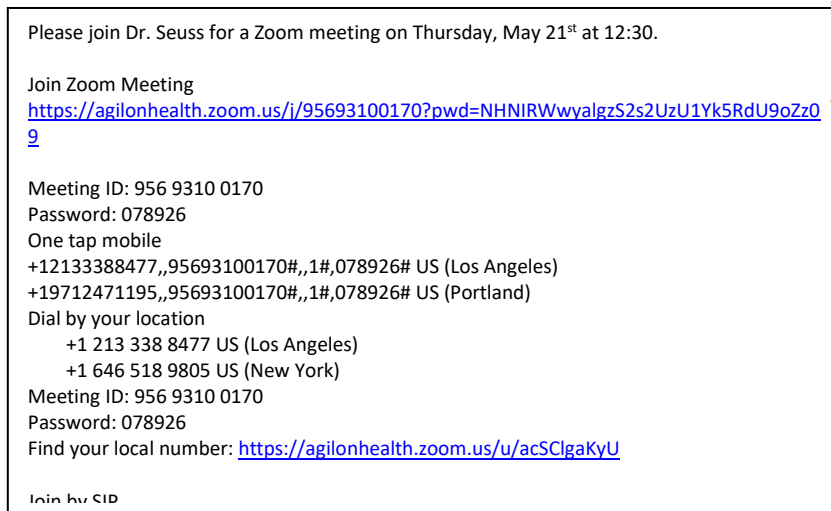 Please join Dr. Seuss for a Zoom meeting on Thursday, May 21st at 12:30.
Join Zoom Meeting
https://agilonhealth.zoom.us/j/95693100170?pwd=NHNIRWwyalgzS2s2UzU1Yk5RdU9oZz0
9
Meeting ID: 956 9310 0170
Password: 078926
One tap mobile
+12133388477,,95693100170#,,1#,078926# US (Los Angeles)
+19712471195,,95693100170#,,1#,078926# US (Portland)
Dial by your location
+1 213 338 8477 US (Los Angeles)
+1 646 518 9805 US (New York)
Meeting ID: 956 9310 0170
Password: 078926
Find your local number: https://agilonhealth.zoom.us/u/acSClgaKyU
Join by SIP